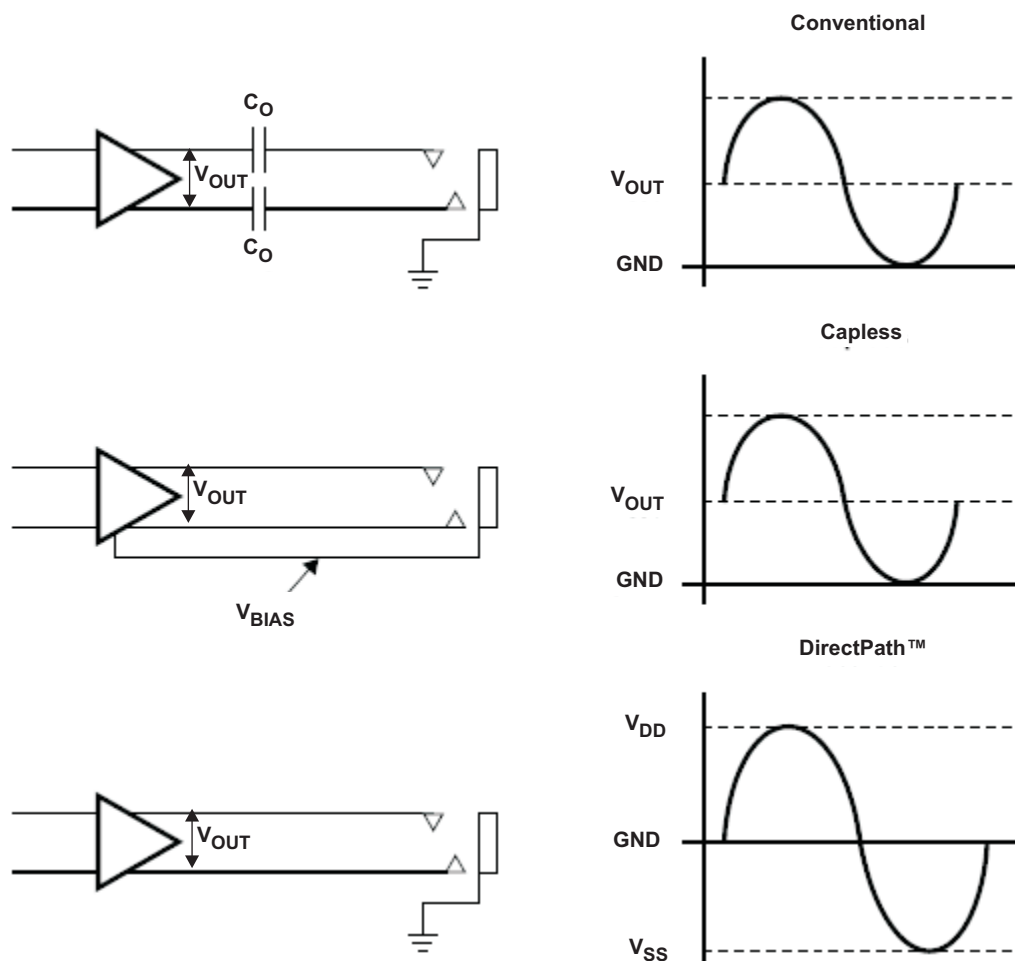 Conventional
C_O
V_OUT
C_O
V_OUT
GND
Capless
V_OUT
V_BIAS
V_OUT
GND
DirectPath™
V_OUT
V_DD
GND
V_SS